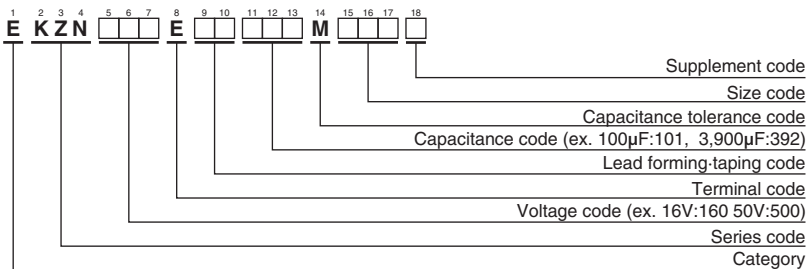 1 2 3 4 5 6 7 8 9 10 11 12 13 14 15 16 17 18
E KZN E M
Supplement code
Size code
Capacitance tolerance code
Capacitance code (ex. 100μF:101, 3,900μF:392)
Lead forming·taping code
Terminal code
Voltage code (ex. 16V:160 50V:500)
Series code
Category